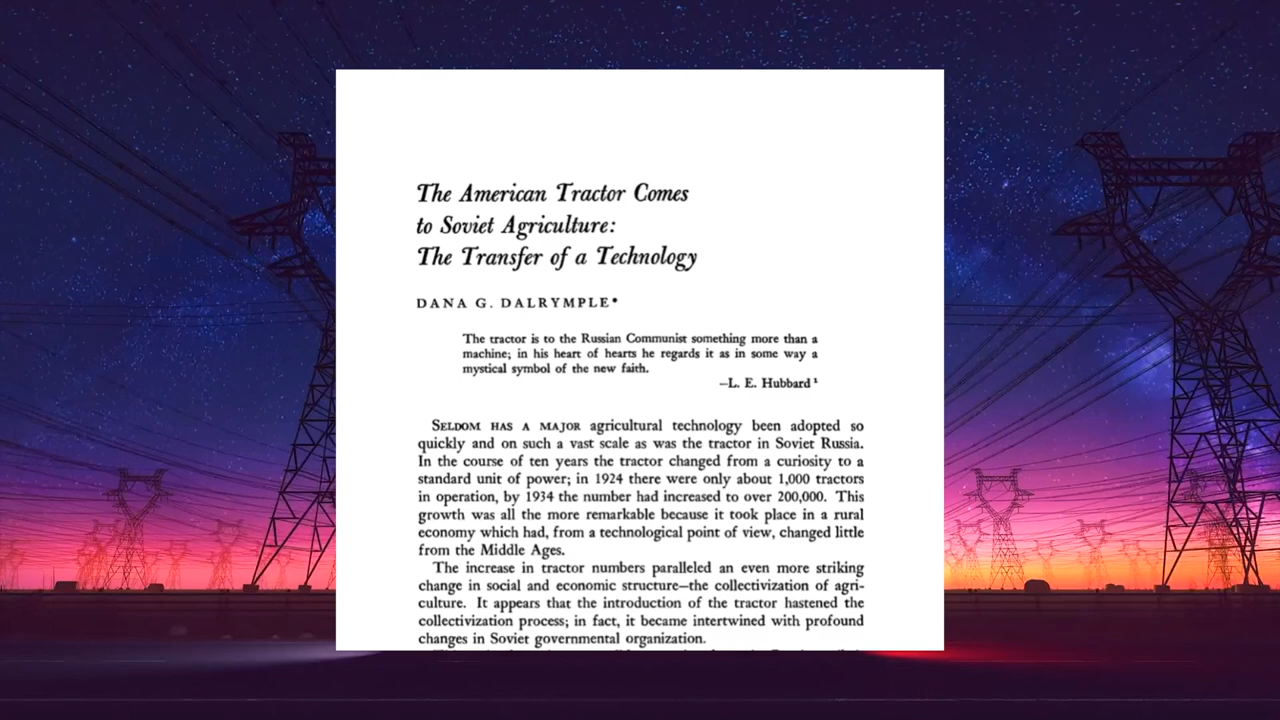 The American Tractor Comes
to Soviet Agriculture:
The Transfer of a Technology
DANA G. DALRYMPLE*
The tractor is to the Russian Communist something more than a
machine; in his heart of hearts he regards it as in some way a
mystical symbol of the new faith.
—L. E. Hubbard ¹
SELDOM HAS A MAJOR agricultural technology been adopted so
quickly and on such a vast scale as was the tractor in Soviet Russia.
In the course of ten years the tractor changed from a curiosity to a
standard unit of power; in 1924 there were only about 1,000 tractors
in operation, by 1934 the number had increased to over 200,000. This
growth was all the more remarkable because it took place in a rural
economy which had, from a technological point of view, changed little
from the Middle Ages.
The increase in tractor numbers paralleled an even more striking
change in social and economic structure—the collectivization of agri-
culture. It appears that the introduction of the tractor hastened the
collectivization process; in fact, it became intertwined with profound
changes in Soviet governmental organization.